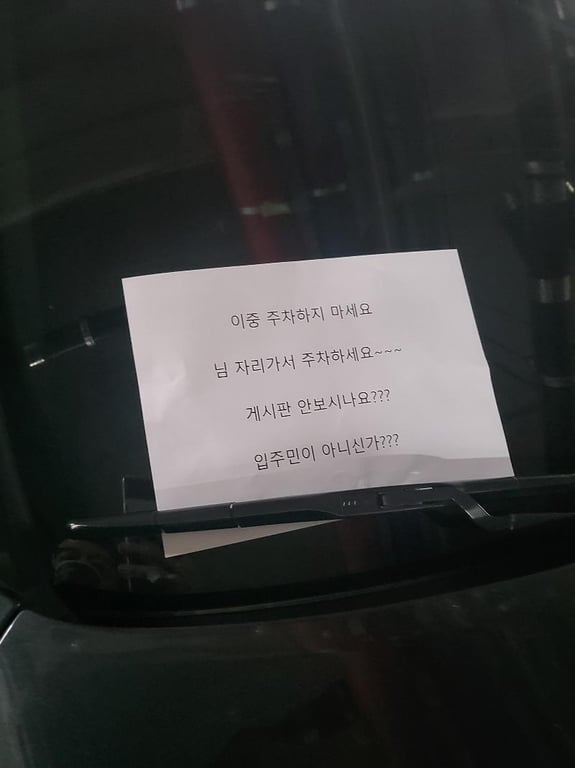 이중 주차하지 마세요
님 자리가서 주차하세요~~~
게시판 안보시나요???
입주민이 아니신가???